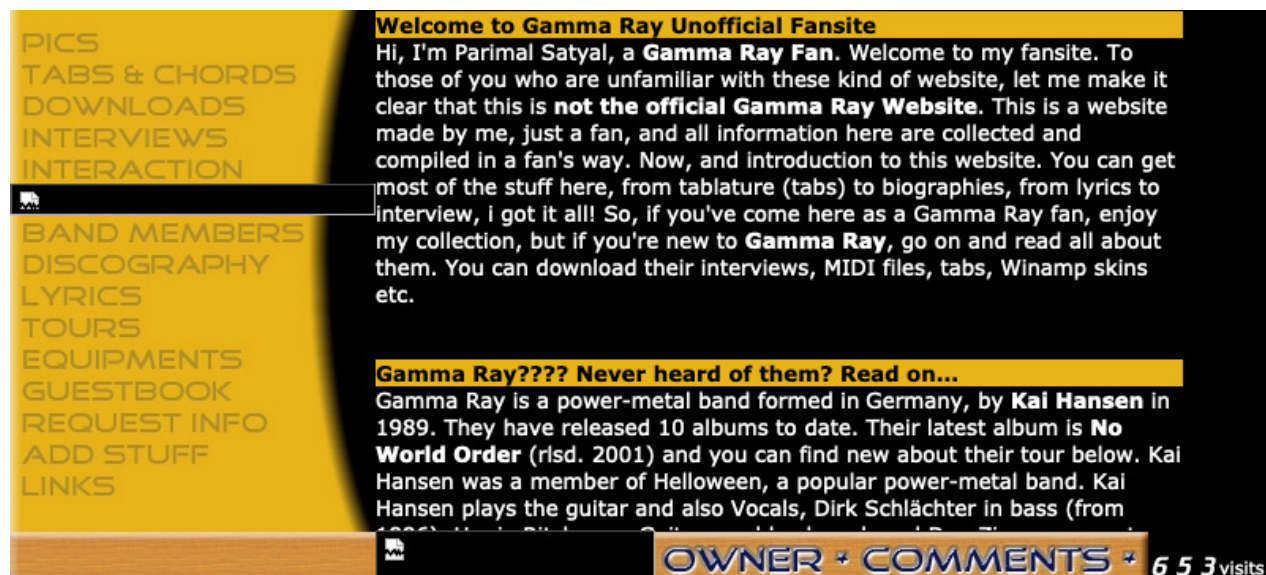 PICS
TABS & CHORDS
DOWNLOADS
INTERVIEWS
INTERACTION
BAND MEMBERS
DISCOGRAPHY
LYRICS
TOURS
EQUIPMENTS
GUESTBOOK
REQUEST INFO
ADD STUFF
LINKS
Welcome to Gamma Ray Unofficial Fansite
Hi, I'm Parimal Satyal, a Gamma Ray Fan. Welcome to my fansite. To
those of you who are unfamiliar with these kind of website, let me make it
clear that this is not the official Gamma Ray Website. This is a website
made by me, just a fan, and all information here are collected and
compiled in a fan's way. Now, and introduction to this website. You can get
most of the stuff here, from tablature (tabs) to biographies, from lyrics to
interview, i got it all! So, if you've come here as a Gamma Ray fan, enjoy
my collection, but if you're new to Gamma Ray, go on and read all about
them. You can download their interviews, MIDI files, tabs, Winamp skins
etc.
Gamma Ray???? Never heard of them? Read on...
Gamma Ray is a power-metal band formed in Germany, by Kai Hansen in
1989. They have released 10 albums to date. Their latest album is No
World Order (rlsd. 2001) and you can find new about their tour below. Kai
Hansen was a member of Helloween, a popular power-metal band. Kai
Hansen plays the guitar and also Vocals, Dirk Schlächter in bass (from
OWNER * COMMENTS *
6 5 3 visits